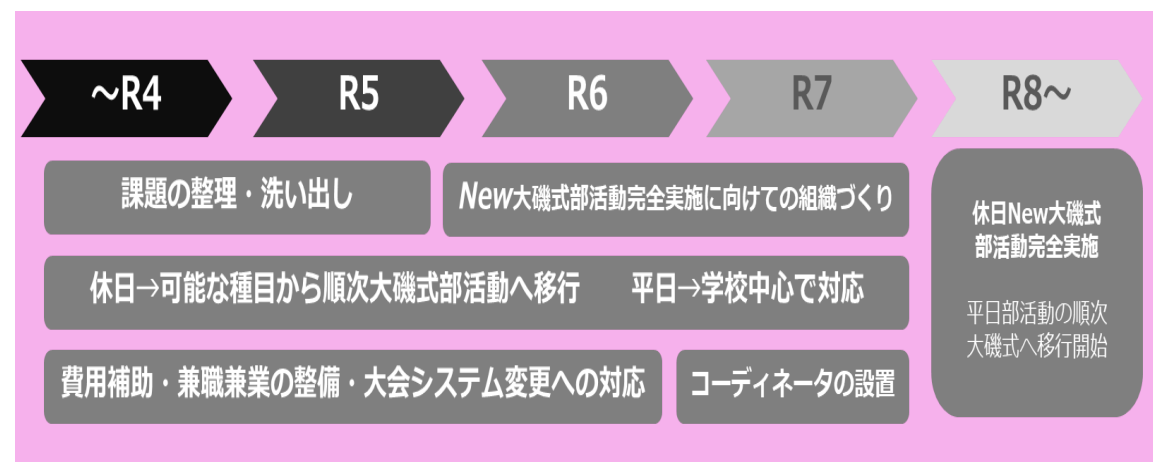 ～R4
R5
R6
R7
R8～
課題の整理・洗い出し
New大磯式部活動完全実施に向けての組織づくり
休日→可能な種目から順次大磯式部活動へ移行　平日→学校中心で対応
費用補助・兼職兼業の整備・大会システム変更への対応
コーディネータの設置
休日New大磯式
部活動完全実施
平日部活動の順次
大磯式へ移行開始